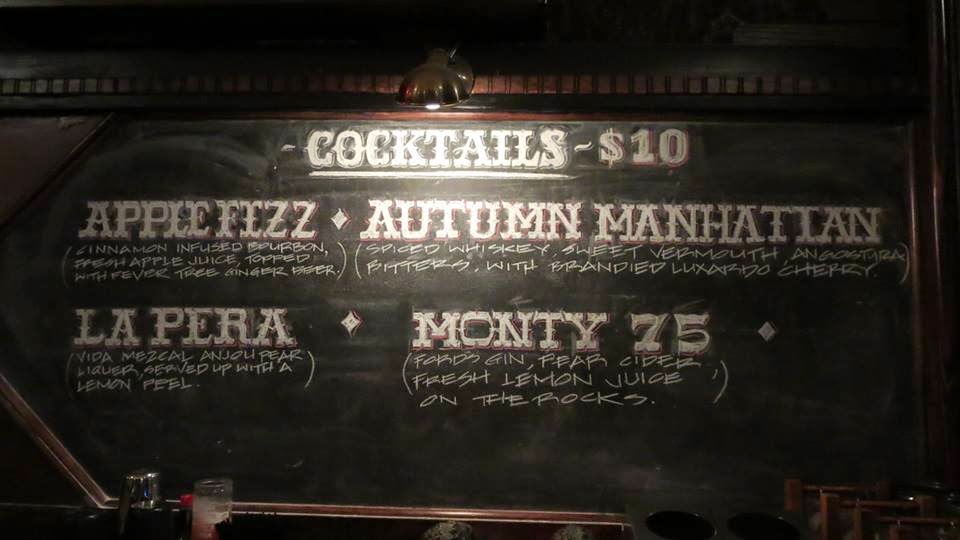 - COCKTAILS - $10
APPLE FIZZ ♦ AUTUMN MANHATTAN
(CINNAMON INFUSED BOURBON,
FRESH APPLE JUICE, TOPPED
WITH FEVER TREE GINGER BEER.)
(SPICED WHISKEY, SWEET VERMOUTH, ANGOSTURA
BITTERS, WITH BRANDIED LUXARDO CHERRY.)
LA PERA ♦ MONTY 75 ♦
(VIDA MEZCAL ANJOU PEAR
LIQUER, SERVED UP WITH A
LEMON PEEL.)
(FORD'S GIN, PEAR CIDER,
FRESH LEMON JUICE
ON THE ROCKS.)